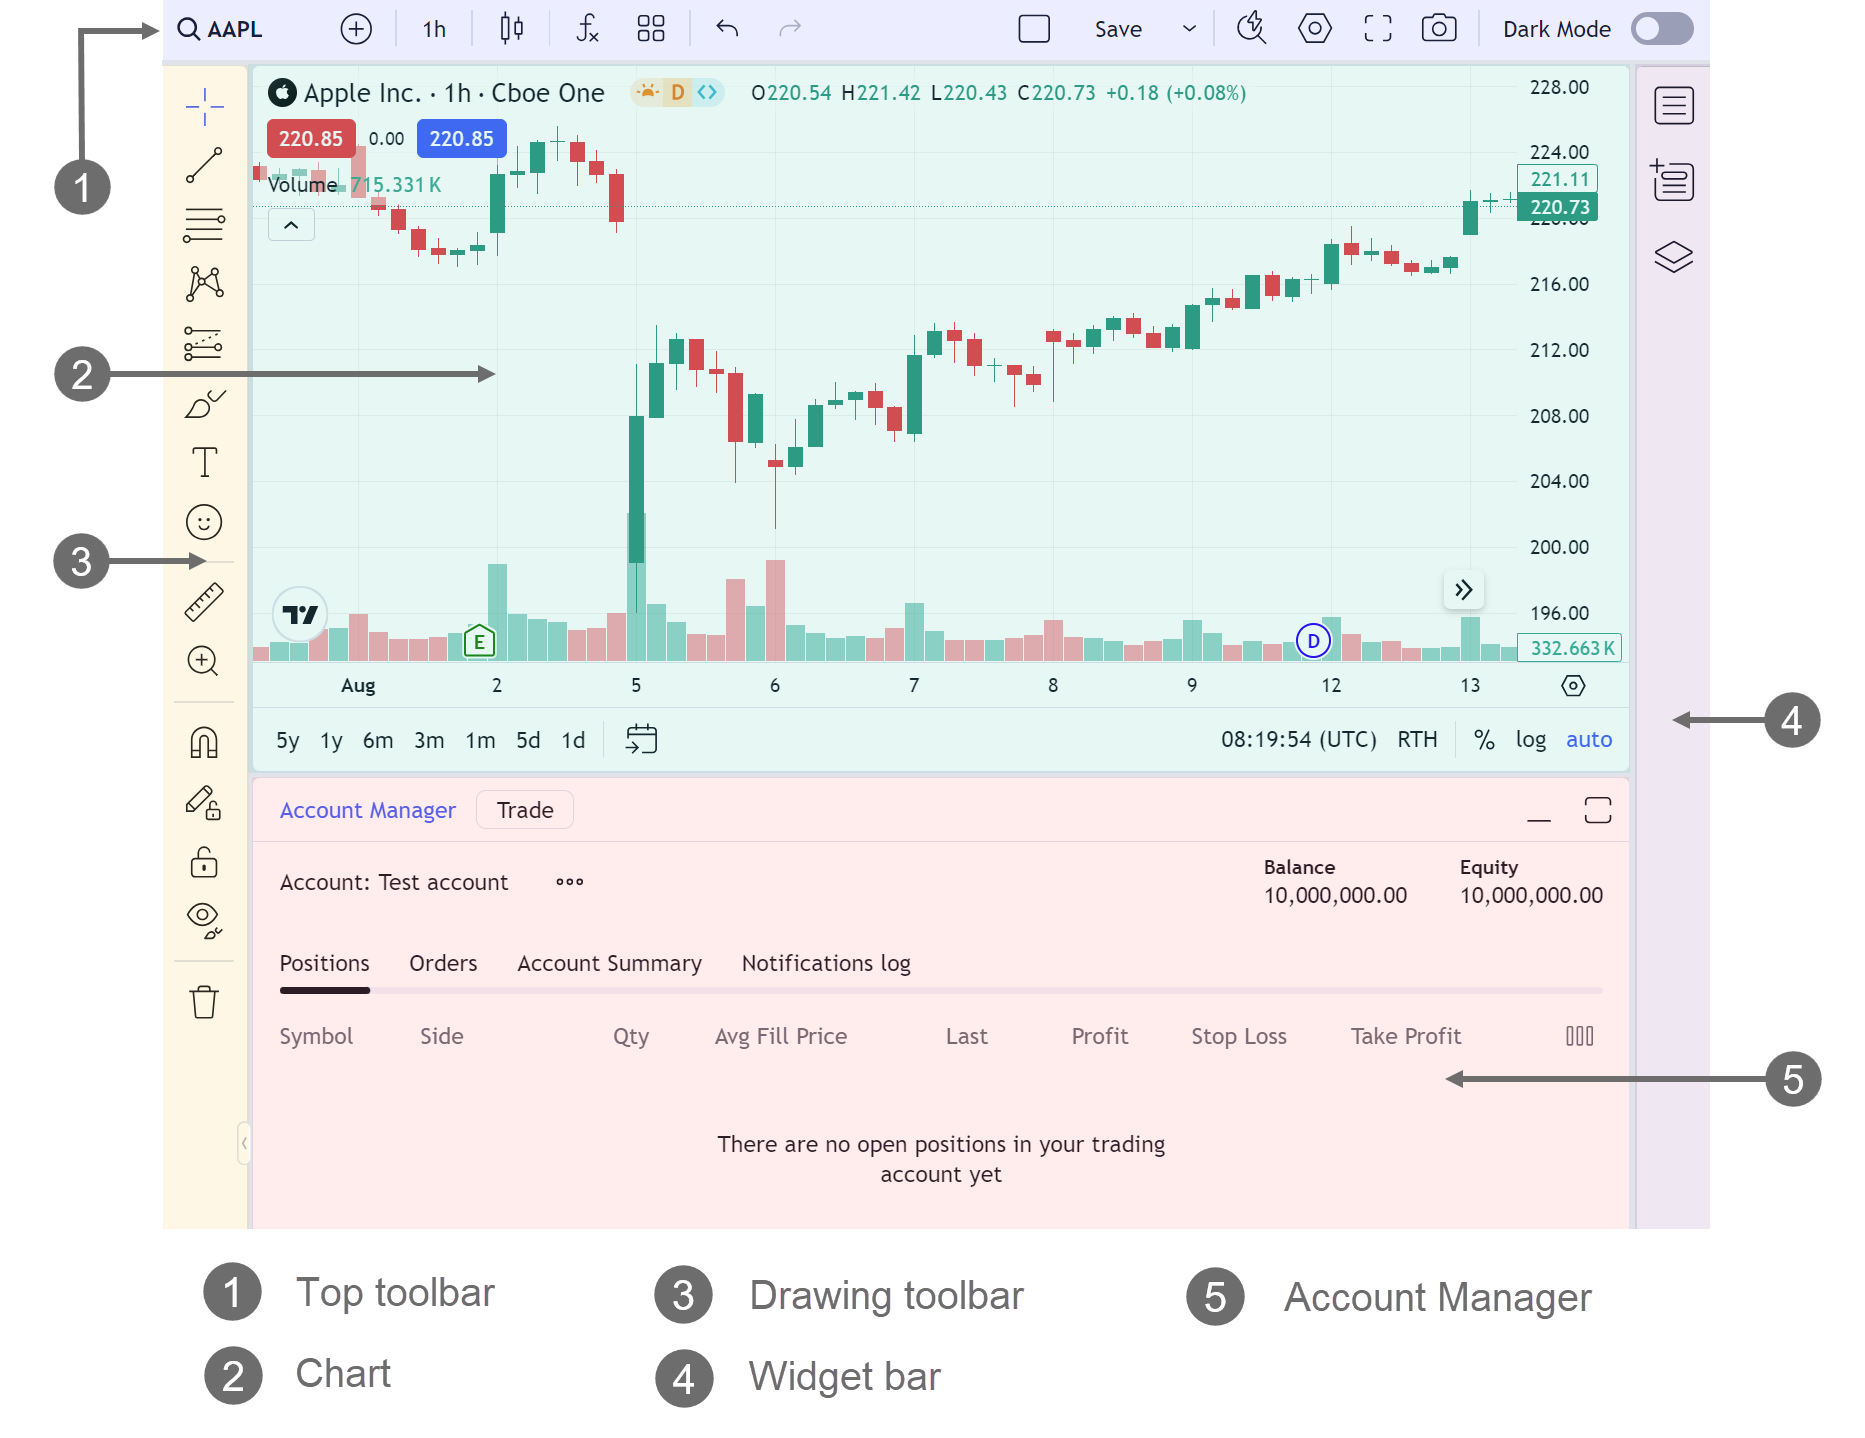 AAPL
1h
Save
Dark Mode
Apple Inc. · 1h · Cboe One
D
O220.54 H221.42 L220.43 C220.73 +0.18 (+0.08%)
220.85
0.00
220.85
Volume 715.331 K
228.00
224.00
221.11
220.73
220.00
216.00
212.00
208.00
204.00
200.00
196.00
332.663 K
E
D
Aug
2
5
6
7
8
9
12
13
5y
1y
6m
3m
1m
5d
1d
08:19:54 (UTC)
RTH
%
log
auto
Account Manager
Trade
Account: Test account
Balance
10,000,000.00
Equity
10,000,000.00
Positions
Orders
Account Summary
Notifications log
Symbol
Side
Qty
Avg Fill Price
Last
Profit
Stop Loss
Take Profit
There are no open positions in your trading
account yet
1
2
3
4
5
1 Top toolbar
2 Chart
3 Drawing toolbar
4 Widget bar
5 Account Manager